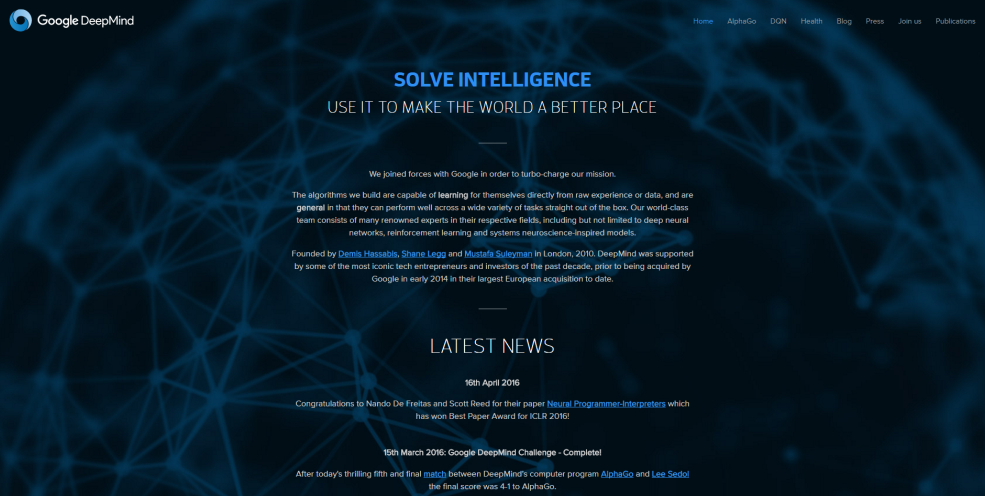 Google DeepMind
Home AlphaGo DQN Health Blog Press Join us Publications
SOLVE INTELLIGENCE
USE IT TO MAKE THE WORLD A BETTER PLACE
We joined forces with Google in order to turbo-charge our mission.
The algorithms we build are capable of learning for themselves directly from raw experience or data, and are
general in that they can perform well across a wide variety of tasks straight out of the box. Our world-class
team consists of many renowned experts in their respective fields, including but not limited to deep neural
networks, reinforcement learning and systems neuroscience-inspired models.
Founded by Demis Hassabis, Shane Legg and Mustafa Suleyman in London, 2010. DeepMind was supported
by some of the most iconic tech entrepreneurs and investors of the past decade, prior to being acquired by
Google in early 2014 in their largest European acquisition to date.
LATEST NEWS
16th April 2016
Congratulations to Nando De Freitas and Scott Reed for their paper Neural Programmer-Interpreters which
has won Best Paper Award for ICLR 2016!
15th March 2016: Google DeepMind Challenge - Complete!
After today's thrilling fifth and final match between DeepMind's computer program AlphaGo and Lee Sedol
the final score was 4-1 to AlphaGo.